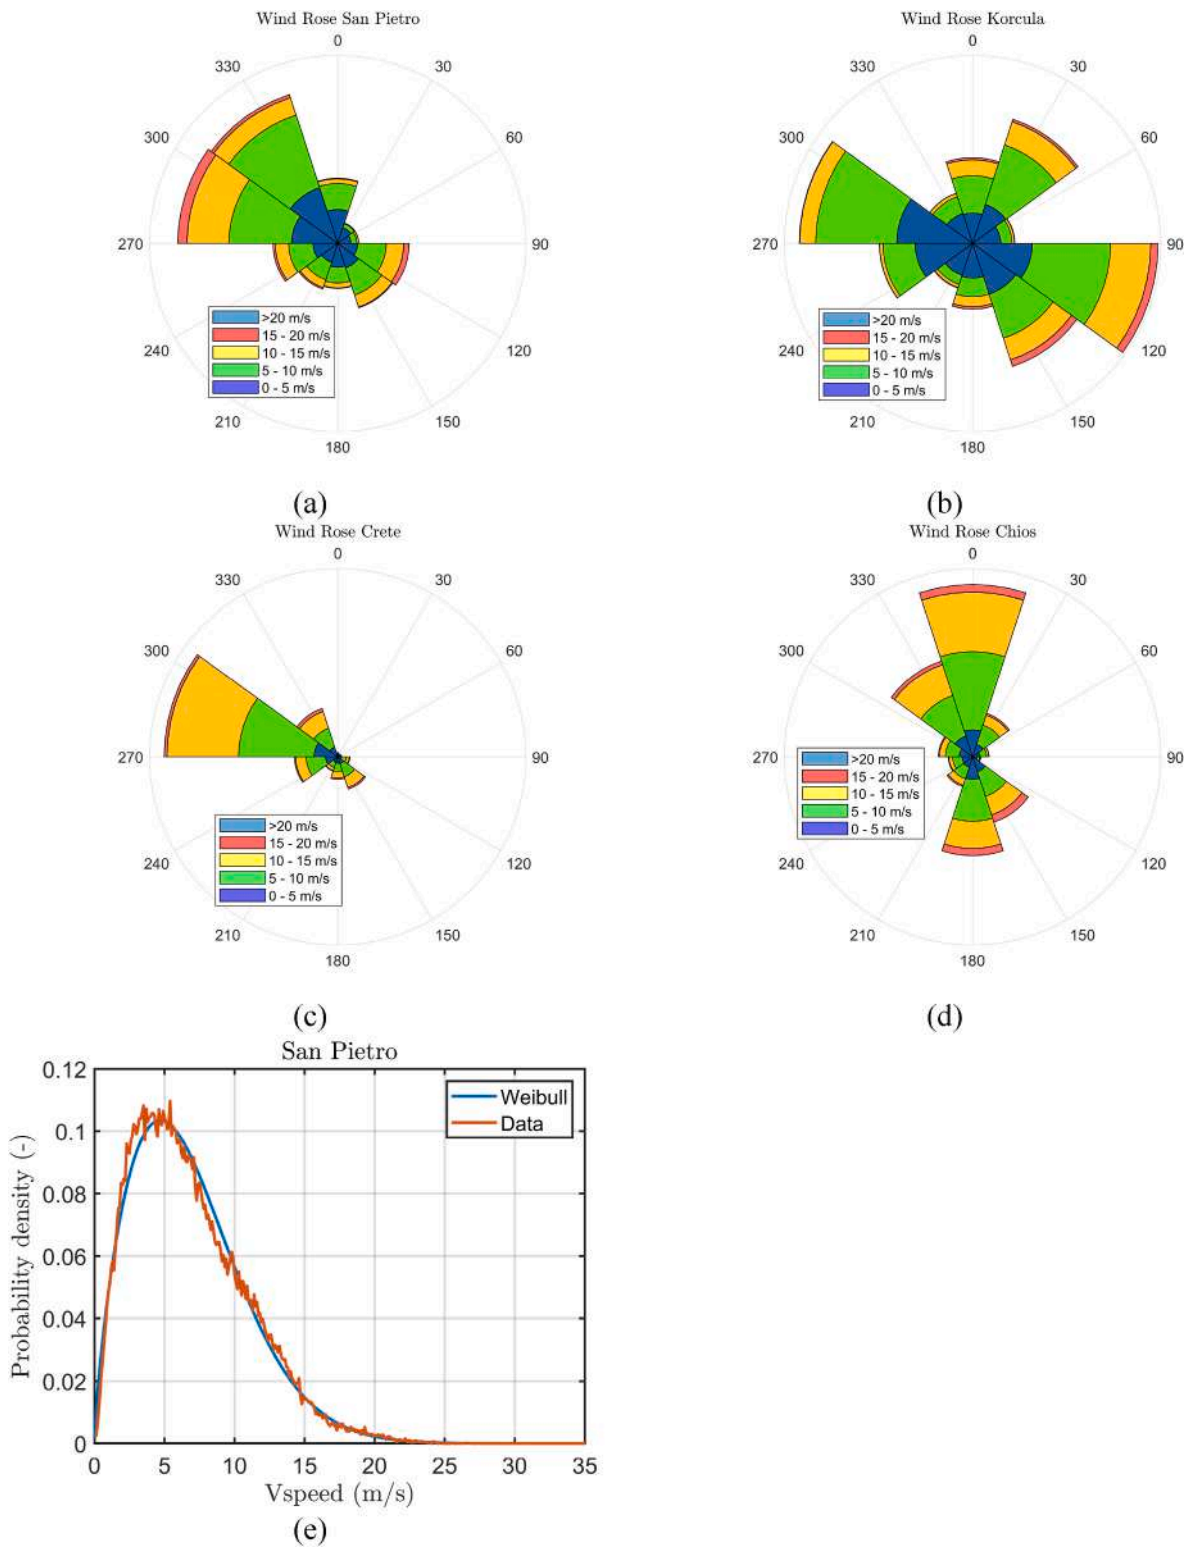 Wind Rose San Pietro
0
30
60
90
120
150
180
210
240
270
300
330
>20 m/s
15 - 20 m/s
10 - 15 m/s
5 - 10 m/s
0 - 5 m/s
(a)
Wind Rose Korcula
0
30
60
90
120
150
180
210
240
270
300
330
>20 m/s
15 - 20 m/s
10 - 15 m/s
5 - 10 m/s
0 - 5 m/s
(b)
Wind Rose Crete
0
30
60
90
120
150
180
210
240
270
300
330
>20 m/s
15 - 20 m/s
10 - 15 m/s
5 - 10 m/s
0 - 5 m/s
(c)
Wind Rose Chios
0
30
60
90
120
150
180
210
240
270
300
330
>20 m/s
15 - 20 m/s
10 - 15 m/s
5 - 10 m/s
0 - 5 m/s
(d)
San Pietro
Weibull
Data
Probability density (-)
0.12
0.1
0.08
0.06
0.04
0.02
0
0 5 10 15 20 25 30 35
Vspeed (m/s)
(e)